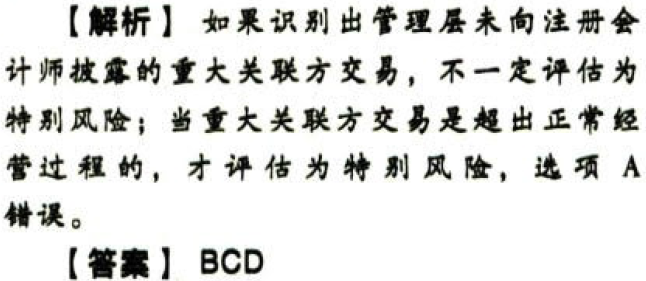 【解析】 如果识别出管理层未向注册会
计师披露的重大关联方交易，不一定评估为
特别风险；当重大关联方交易是超出正常经
营过程的，才评估为特别风险，选项 A
错误。
【答案】 BCD